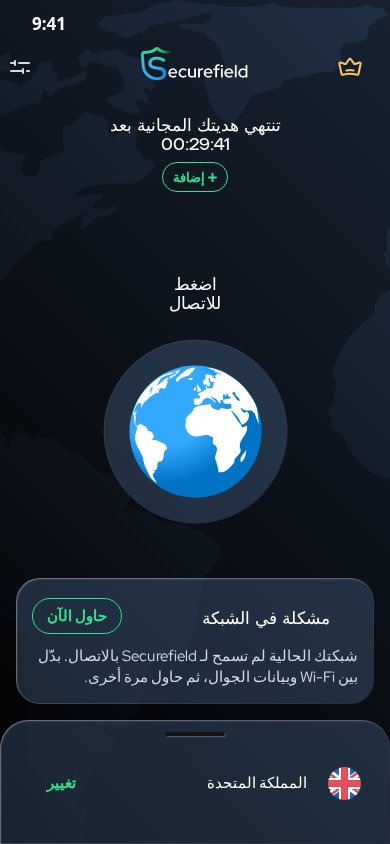 9:41
Securefield
تنتهي هديتك المجانية بعد
00:29:41
+ إضافة
اضغط
للاتصال
مشكلة في الشبكة
حاول الآن
شبكتك الحالية لم تسمح لـ Securefield بالاتصال. بدّل
بين Wi-Fi وبيانات الجوال، ثم حاول مرة أخرى.
المملكة المتحدة
تغيير